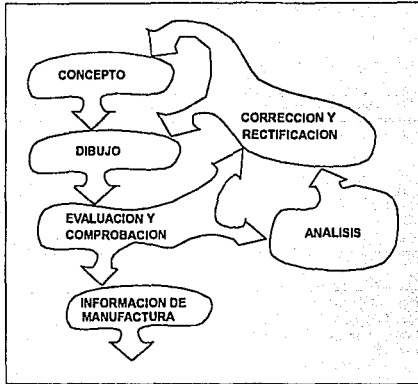 CONCEPTO
CORRECCION Y
RECTIFICACION
DIBUJO
EVALUACION Y
COMPROBACION
ANALISIS
INFORMACION DE
MANUFACTURA